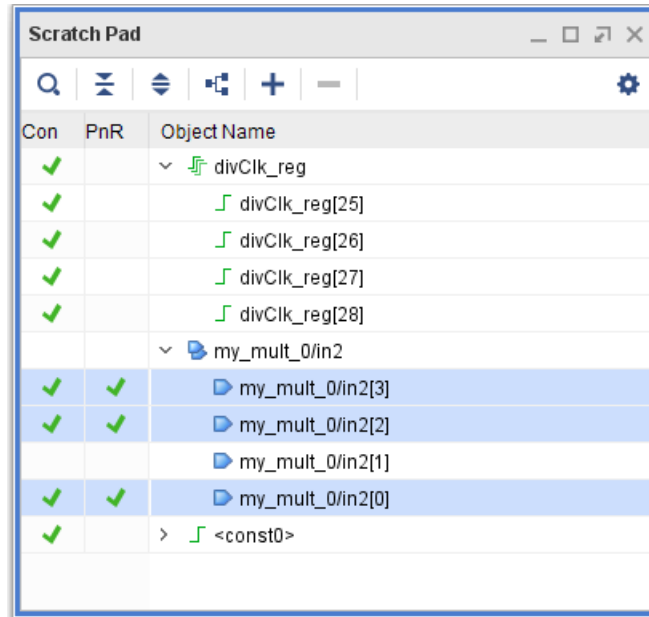 Scratch Pad
Con PnR Object Name
divClk_reg
divClk_reg[25]
divClk_reg[26]
divClk_reg[27]
divClk_reg[28]
my_mult_0/in2
my_mult_0/in2[3]
my_mult_0/in2[2]
my_mult_0/in2[1]
my_mult_0/in2[0]
<const0>